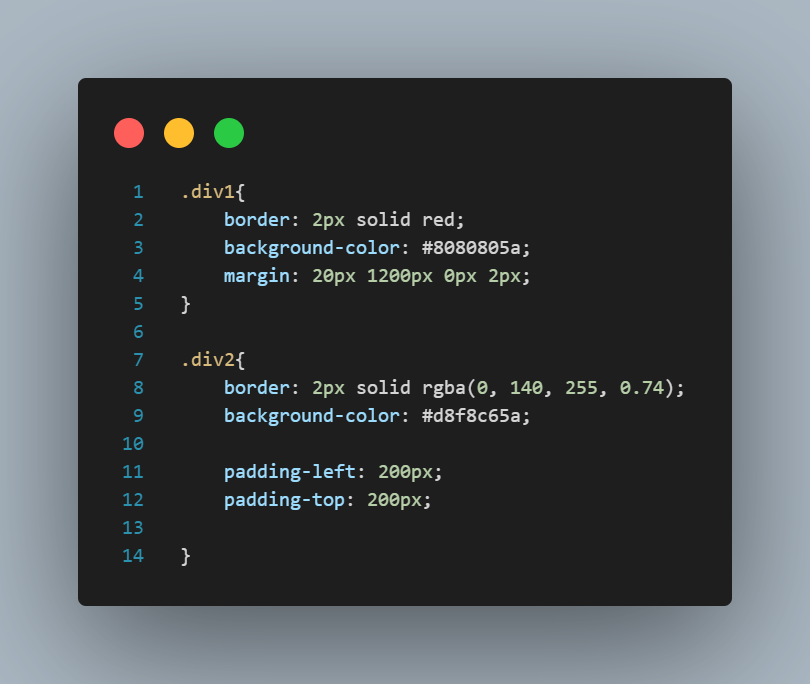 1 .div1{
2 border: 2px solid red;
3 background-color: #8080805a;
4 margin: 20px 1200px 0px 2px;
5 }
6
7 .div2{
8 border: 2px solid rgba(0, 140, 255, 0.74);
9 background-color: #d8f8c65a;
10
11 padding-left: 200px;
12 padding-top: 200px;
13
14 }